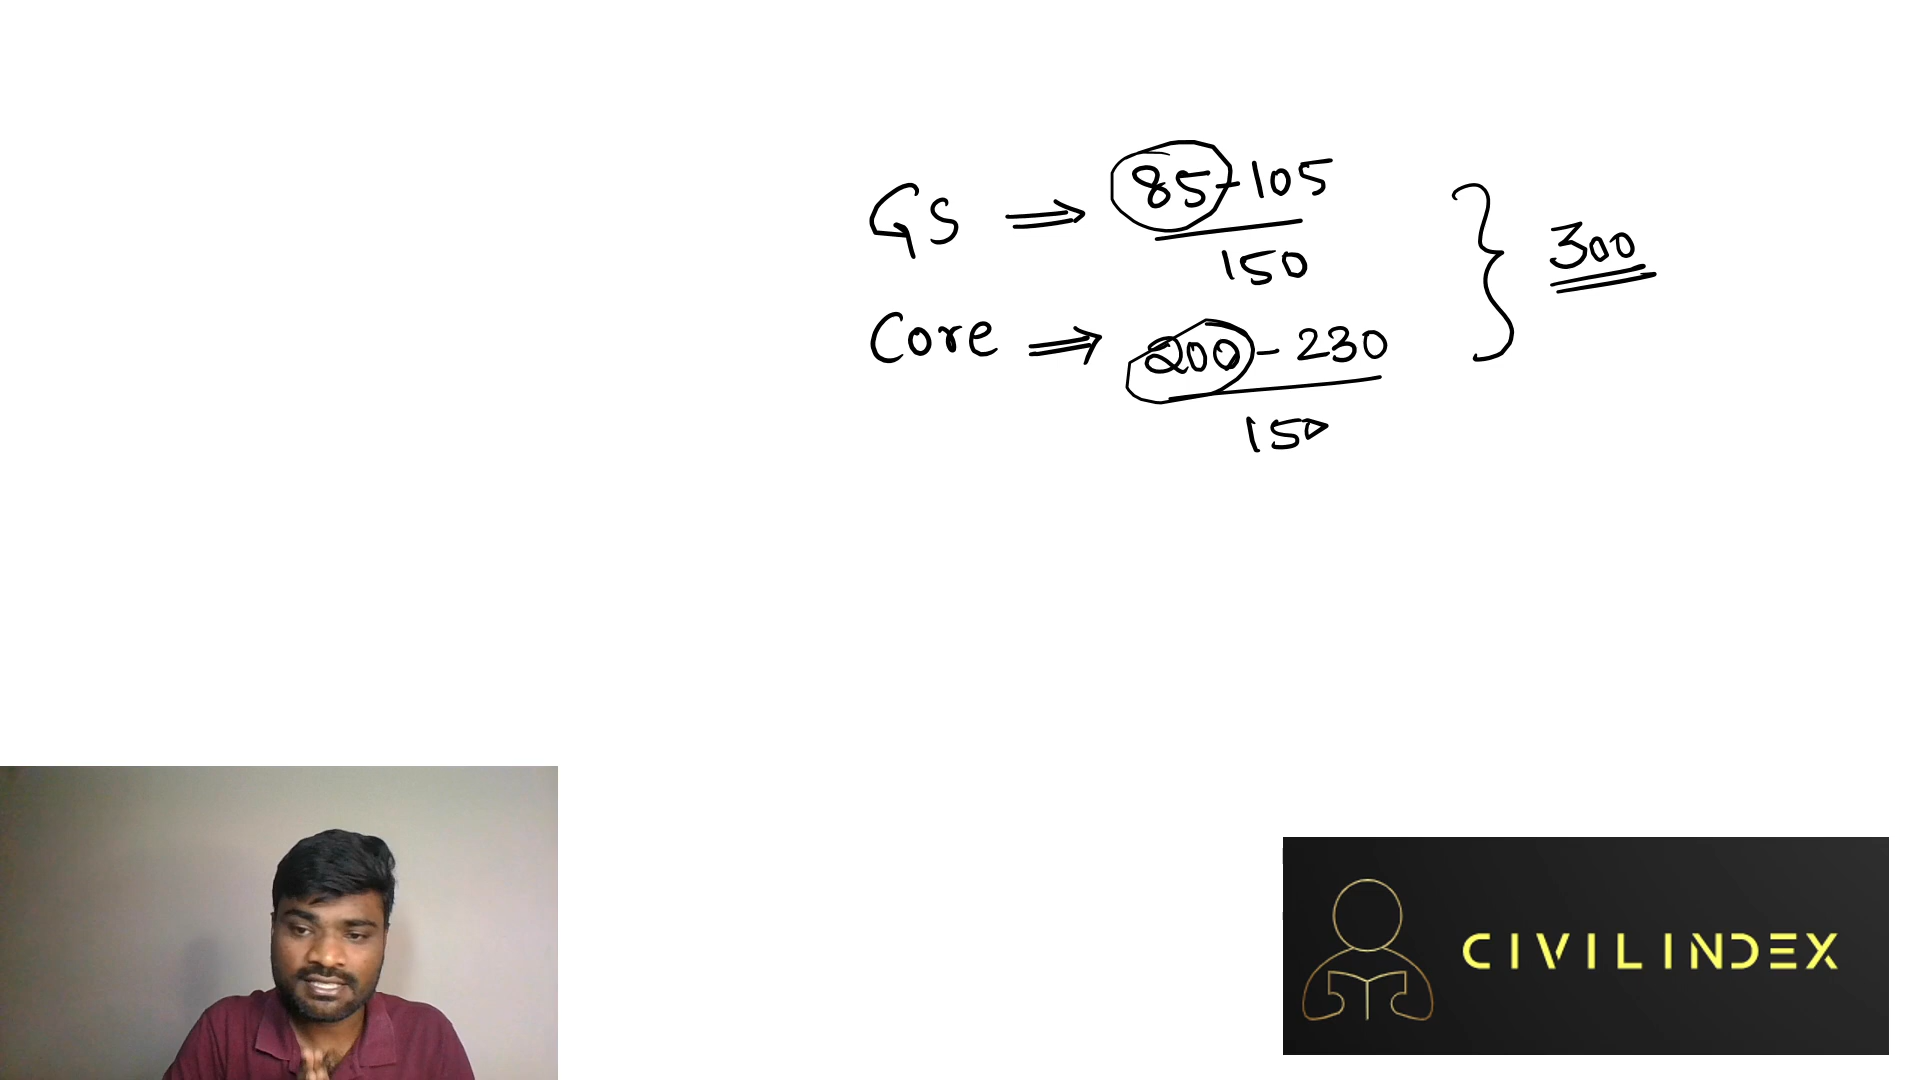 GS ⇒ 85-105
150
Core ⇒ 200 - 230
150
} 300
CIVILINDEX